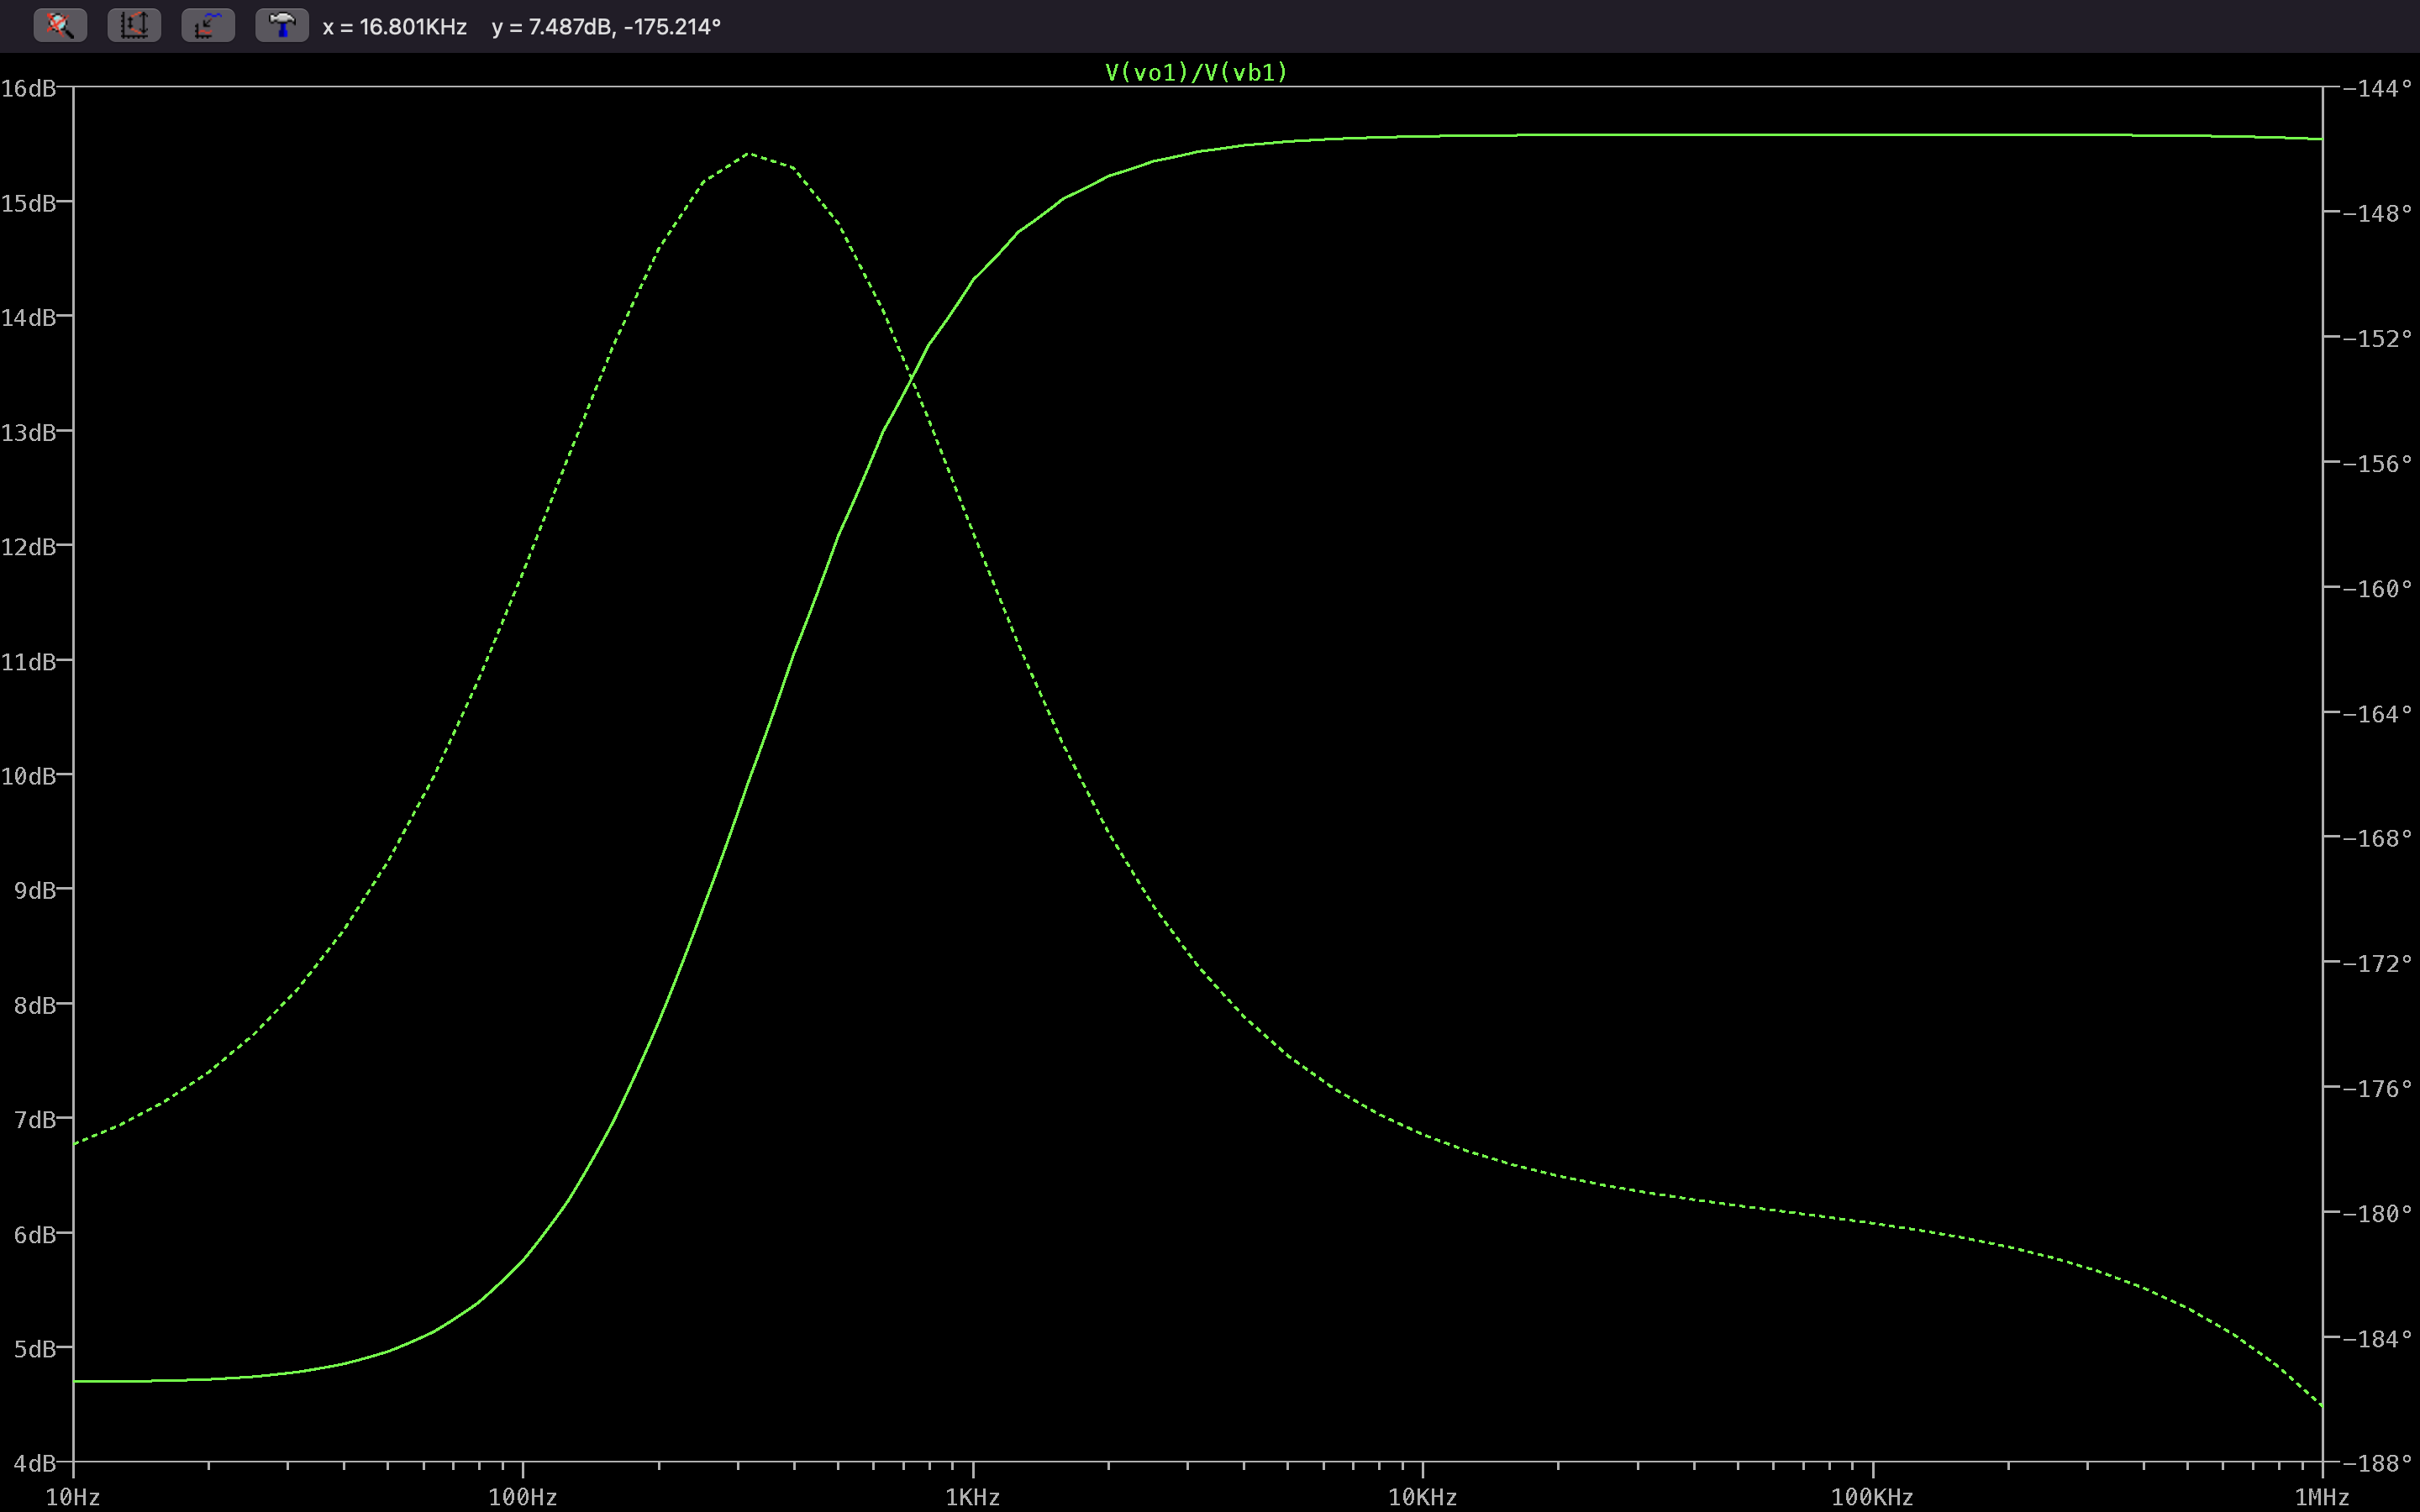 x = 16.801KHz y = 7.487dB, -175.214°
V(vo1)/V(vb1)
16dB
15dB
14dB
13dB
12dB
11dB
10dB
9dB
8dB
7dB
6dB
5dB
4dB
-144°
-148°
-152°
-156°
-160°
-164°
-168°
-172°
-176°
-180°
-184°
-188°
10Hz 100Hz 1KHz 10KHz 100KHz 1MHz